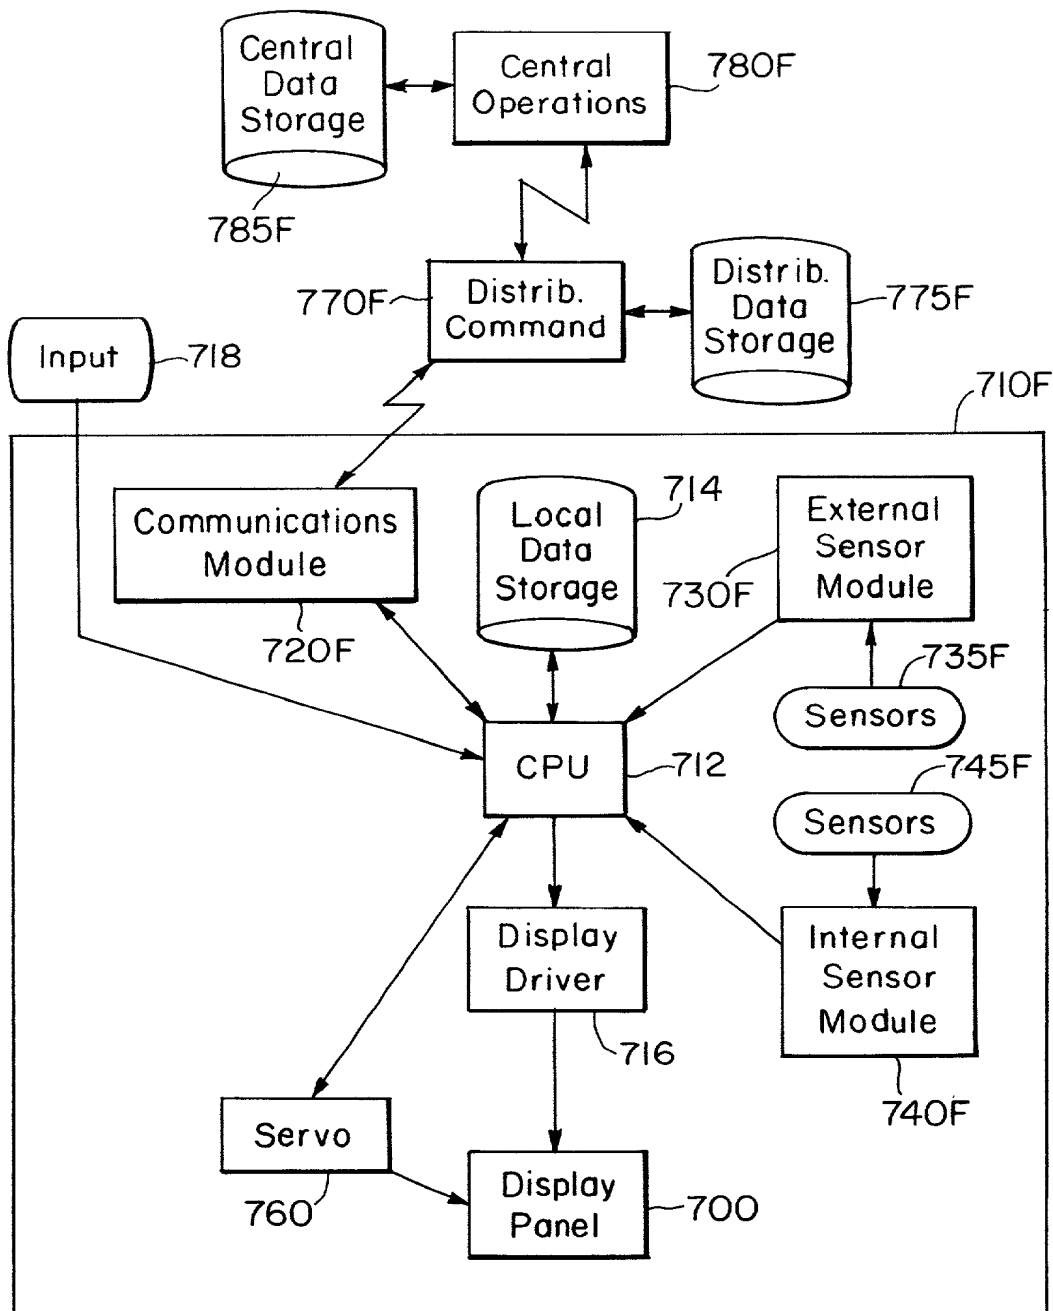 Central
Data
Storage
785F
Central
Operations
780F
770F
Distrib.
Command
Distrib.
Data
Storage
775F
Input
718
710F
Communications
Module
720F
Local
Data
Storage
714
External
Sensor
Module
730F
735F
Sensors
CPU
712
745F
Sensors
Display
Driver
716
Internal
Sensor
Module
740F
Servo
760
Display
Panel
700